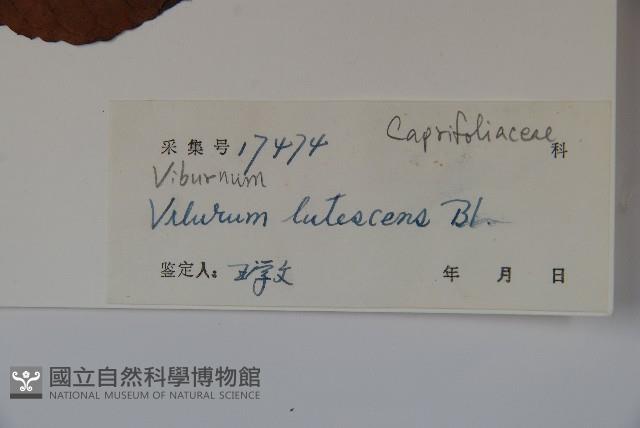 采集号 17474 Caprifoliaceae 科
Viburnum
Vilurum lutescens Bl.
鉴定人: 王学文 年 月 日
國立自然科學博物館
NATIONAL MUSEUM OF NATURAL SCIENCE